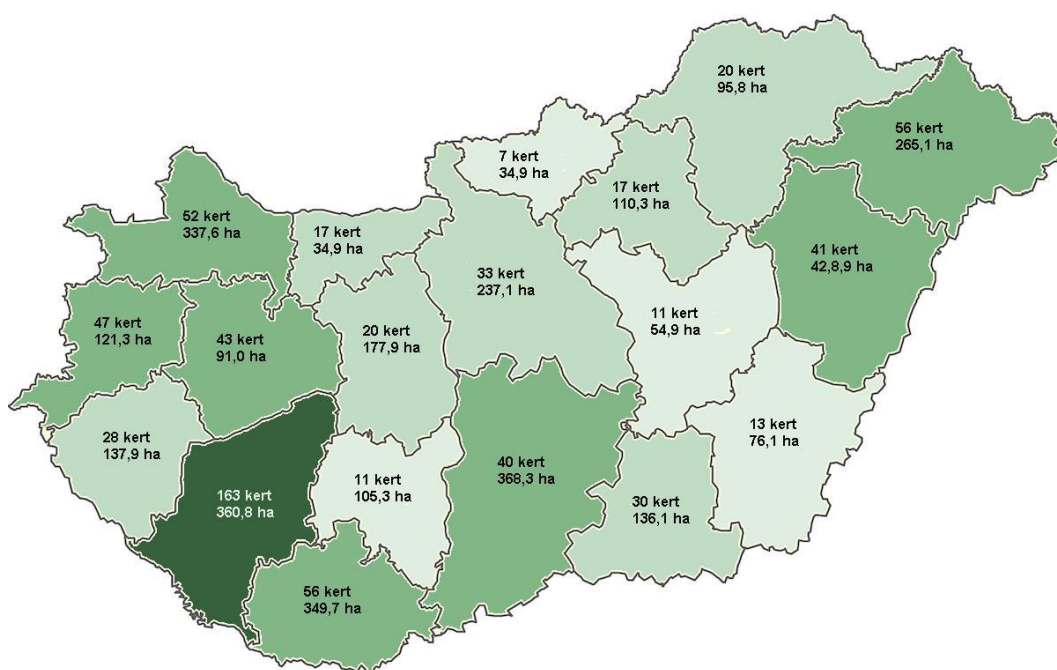 20 kert
95,8 ha
56 kert
265,1 ha
7 kert
34,9 ha
17 kert
110,3 ha
52 kert
337,6 ha
17 kert
34,9 ha
33 kert
237,1 ha
41 kert
42,8,9 ha
47 kert
121,3 ha
43 kert
91,0 ha
20 kert
177,9 ha
11 kert
54,9 ha
28 kert
137,9 ha
13 kert
76,1 ha
163 kert
360,8 ha
11 kert
105,3 ha
40 kert
368,3 ha
30 kert
136,1 ha
56 kert
349,7 ha